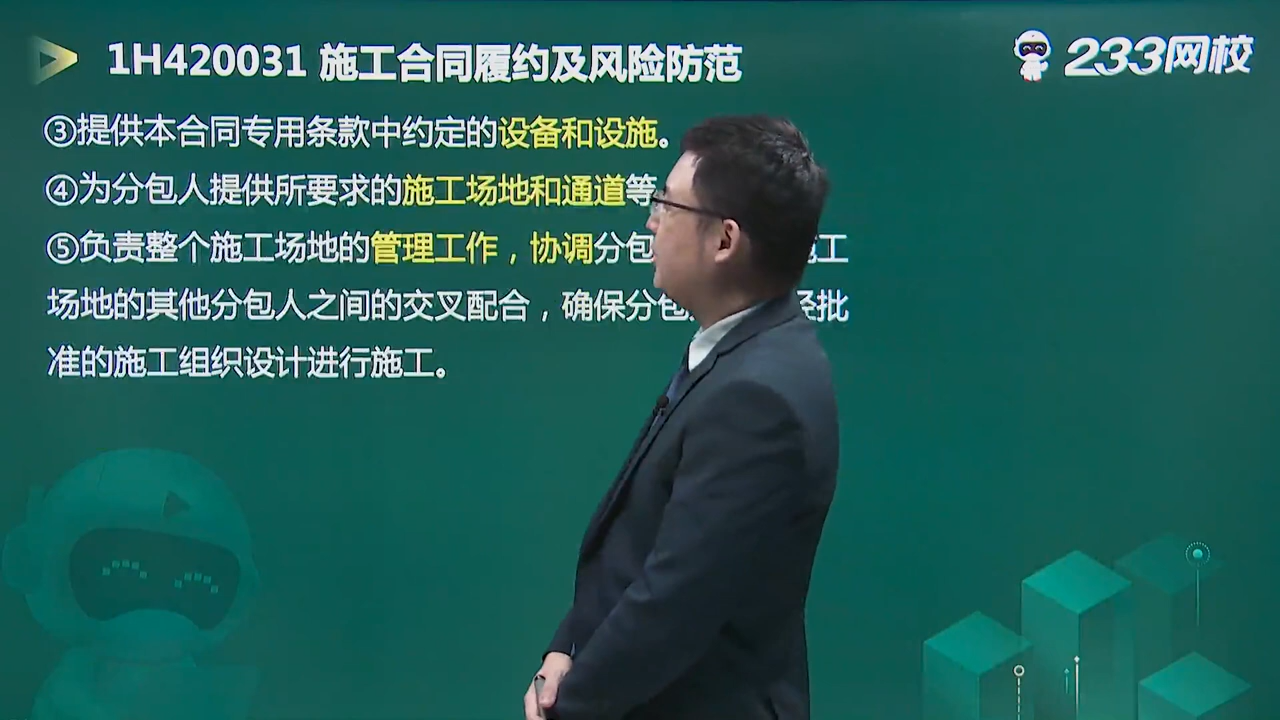 1H420031 施工合同履约及风险防范
233网校
③提供本合同专用条款中约定的设备和设施。
④为分包人提供所要求的施工场地和通道等
⑤负责整个施工场地的管理工作，协调分包 施工
场地的其他分包人之间的交叉配合，确保分包 经批
准的施工组织设计进行施工。